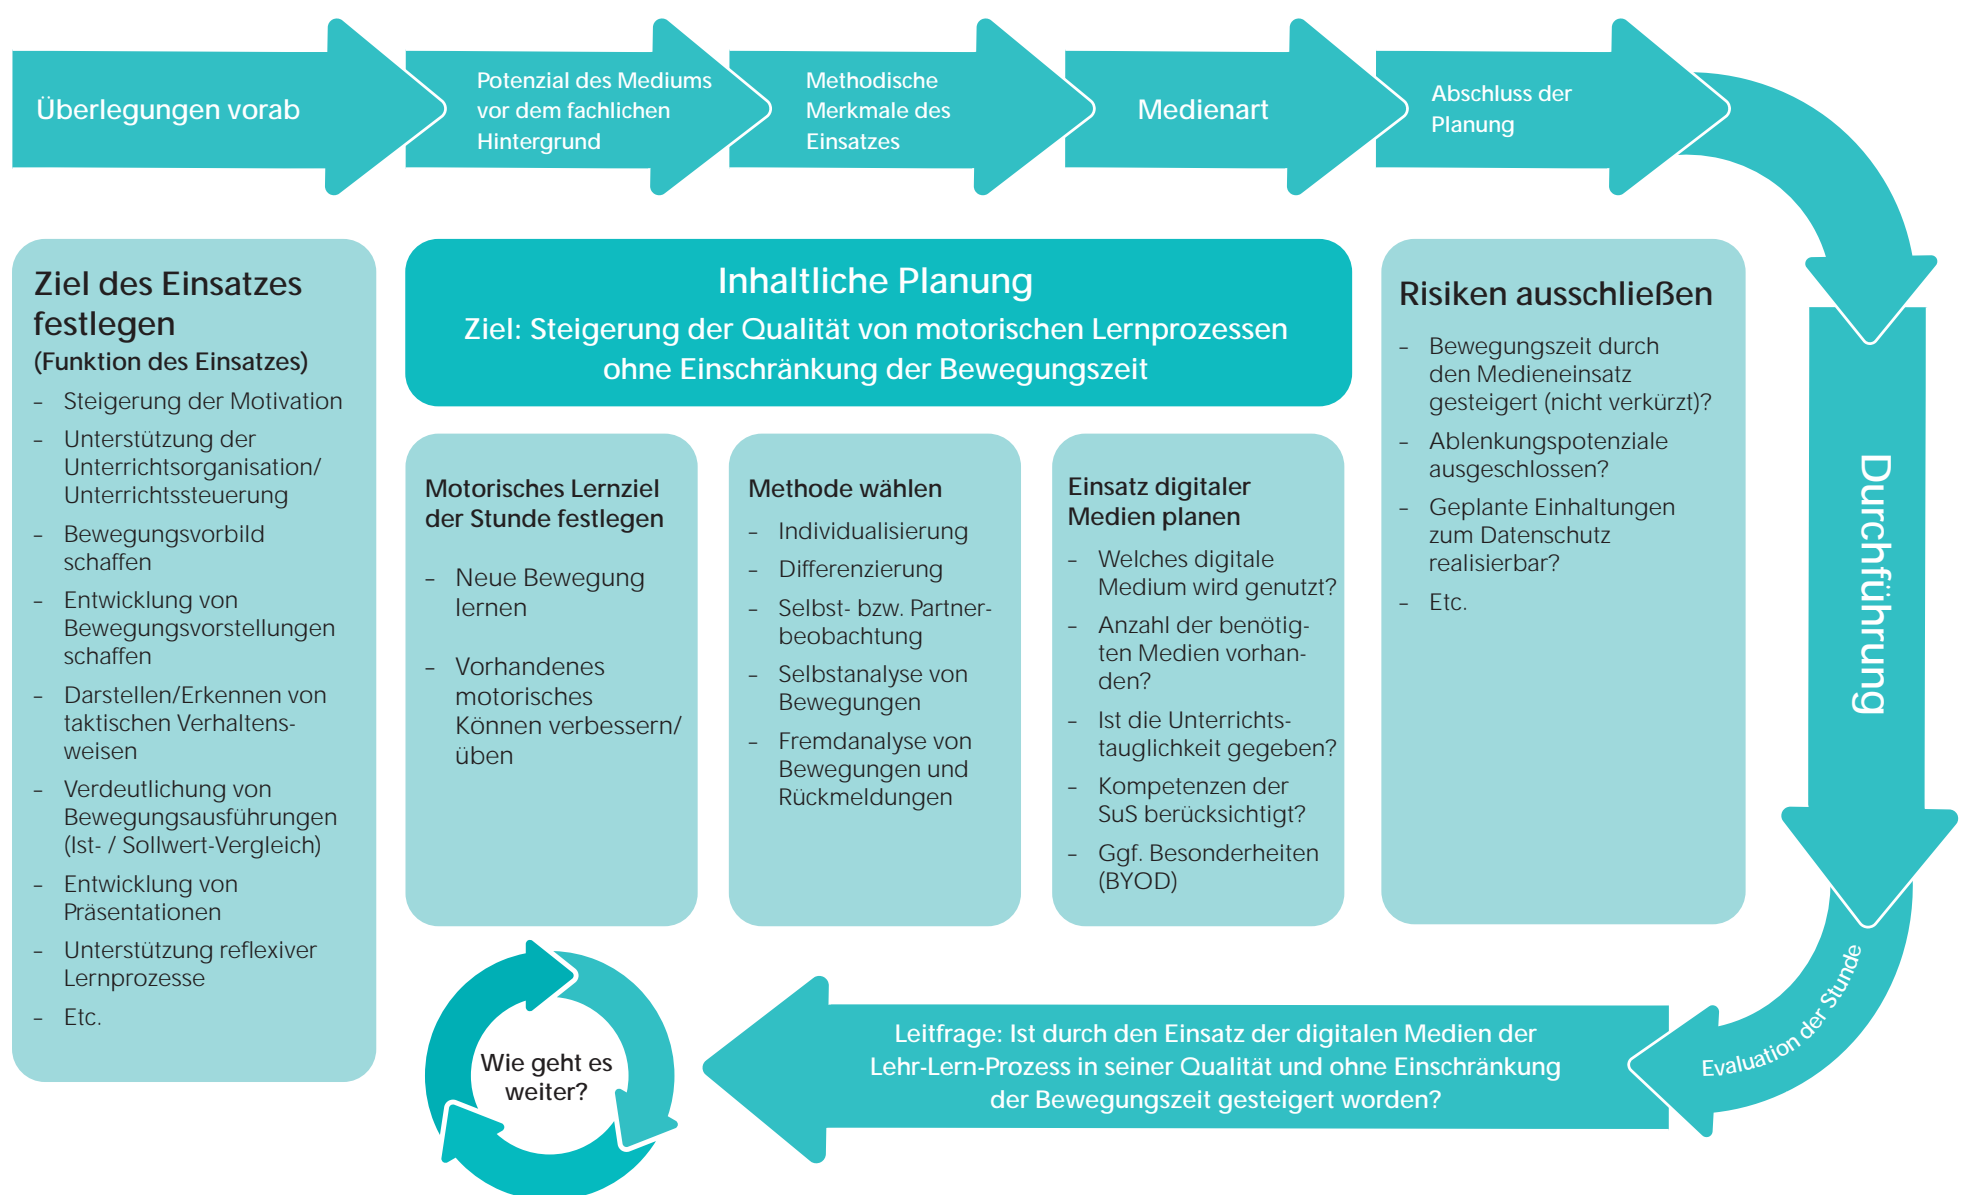 Überlegungen vorab
Potenzial des Mediums
vor dem fachlichen
Hintergrund
Methodische
Merkmale des
Einsatzes
Medienart
Abschluss der
Planung
Ziel des Einsatzes
festlegen
(Funktion des Einsatzes)
– Steigerung der Motivation
– Unterstützung der
Unterrichtsorganisation/
Unterrichtssteuerung
– Bewegungsvorbild
schaffen
– Entwicklung von
Bewegungsvorstellungen
schaffen
– Darstellen/Erkennen von
taktischen Verhaltens-
weisen
– Verdeutlichung von
Bewegungsausführungen
(Ist- / Sollwert-Vergleich)
– Entwicklung von
Präsentationen
– Unterstützung reflexiver
Lernprozesse
– Etc.
Inhaltliche Planung
Ziel: Steigerung der Qualität von motorischen Lernprozessen
ohne Einschränkung der Bewegungszeit
Motorisches Lernziel
der Stunde festlegen
– Neue Bewegung
lernen
– Vorhandenes
motorisches
Können verbessern/
üben
Methode wählen
– Individualisierung
– Differenzierung
– Selbst- bzw. Partner-
beobachtung
– Selbstanalyse von
Bewegungen
– Fremdanalyse von
Bewegungen und
Rückmeldungen
Einsatz digitaler
Medien planen
– Welches digitale
Medium wird genutzt?
– Anzahl der benötig-
ten Medien vorhan-
den?
– Ist die Unterrichts-
tauglichkeit gegeben?
– Kompetenzen der
SuS berücksichtigt?
– Ggf. Besonderheiten
(BYOD)
Risiken ausschließen
– Bewegungszeit durch
den Medieneinsatz
gesteigert (nicht verkürzt)?
– Ablenkungspotenziale
ausgeschlossen?
– Geplante Einhaltungen
zum Datenschutz
realisierbar?
– Etc.
Durchführung
Evaluation der Stunde
Leitfrage: Ist durch den Einsatz der digitalen Medien der
Lehr-Lern-Prozess in seiner Qualität und ohne Einschränkung
der Bewegungszeit gesteigert worden?
Wie geht es
weiter?